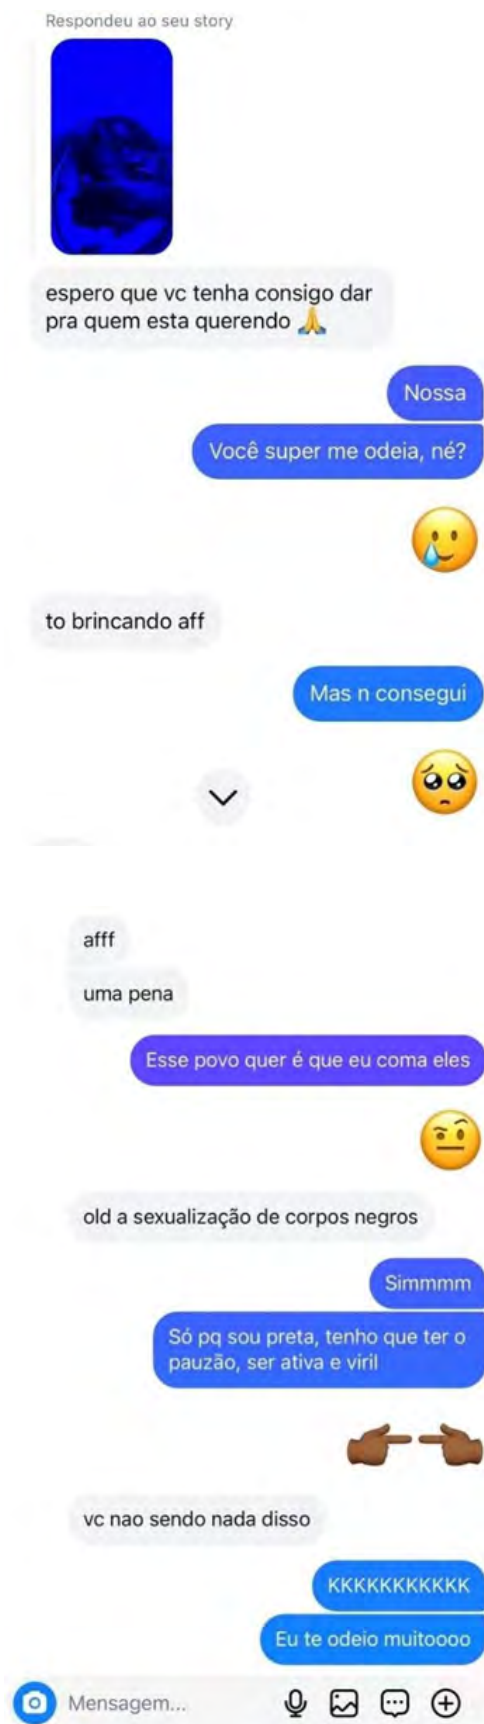 Respondeu ao seu story
espero que vc tenha consigo dar
pra quem esta querendo 🙏
Nossa
Você super me odeia, né?
🥲
to brincando aff
Mas n consegui
🥺
afff
uma pena
Esse povo quer é que eu coma eles
🤨
old a sexualização de corpos negros
Simmmm
Só pq sou preta, tenho que ter o
pauzão, ser ativa e viril
👉🏾👈🏾
vc nao sendo nada disso
KKKKKKKKKKK
Eu te odeio muitoooo
Mensagem...